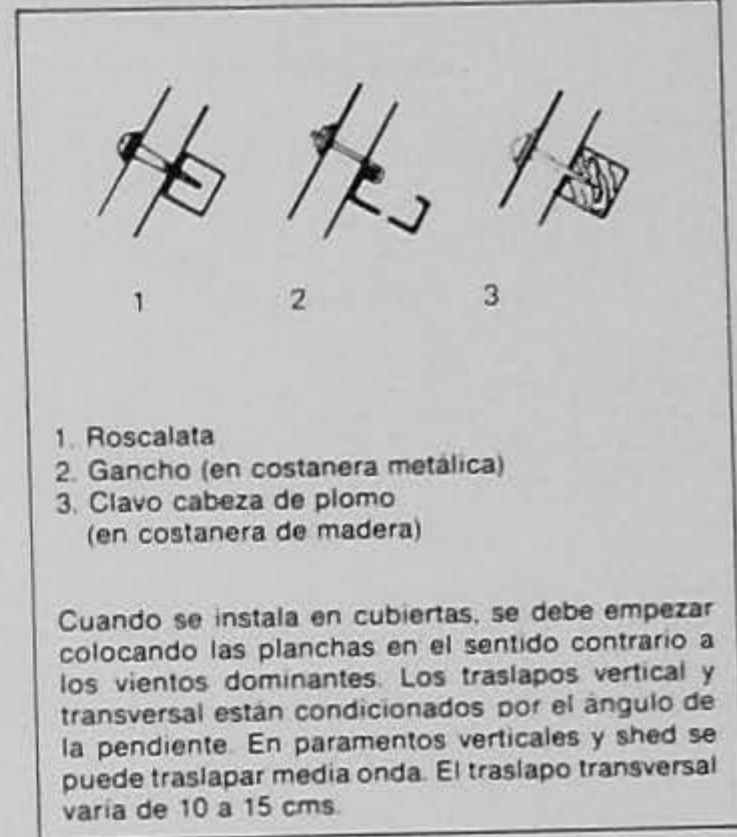 1 2 3
1. Roscalata
2. Gancho (en costanera metálica)
3. Clavo cabeza de plomo
(en costanera de madera)
Cuando se instala en cubiertas, se debe empezar
colocando las planchas en el sentido contrario a
los vientos dominantes. Los traslapos vertical y
transversal están condicionados por el ángulo de
la pendiente. En paramentos verticales y shed se
puede traslapar media onda. El traslapo transversal
varía de 10 a 15 cms.